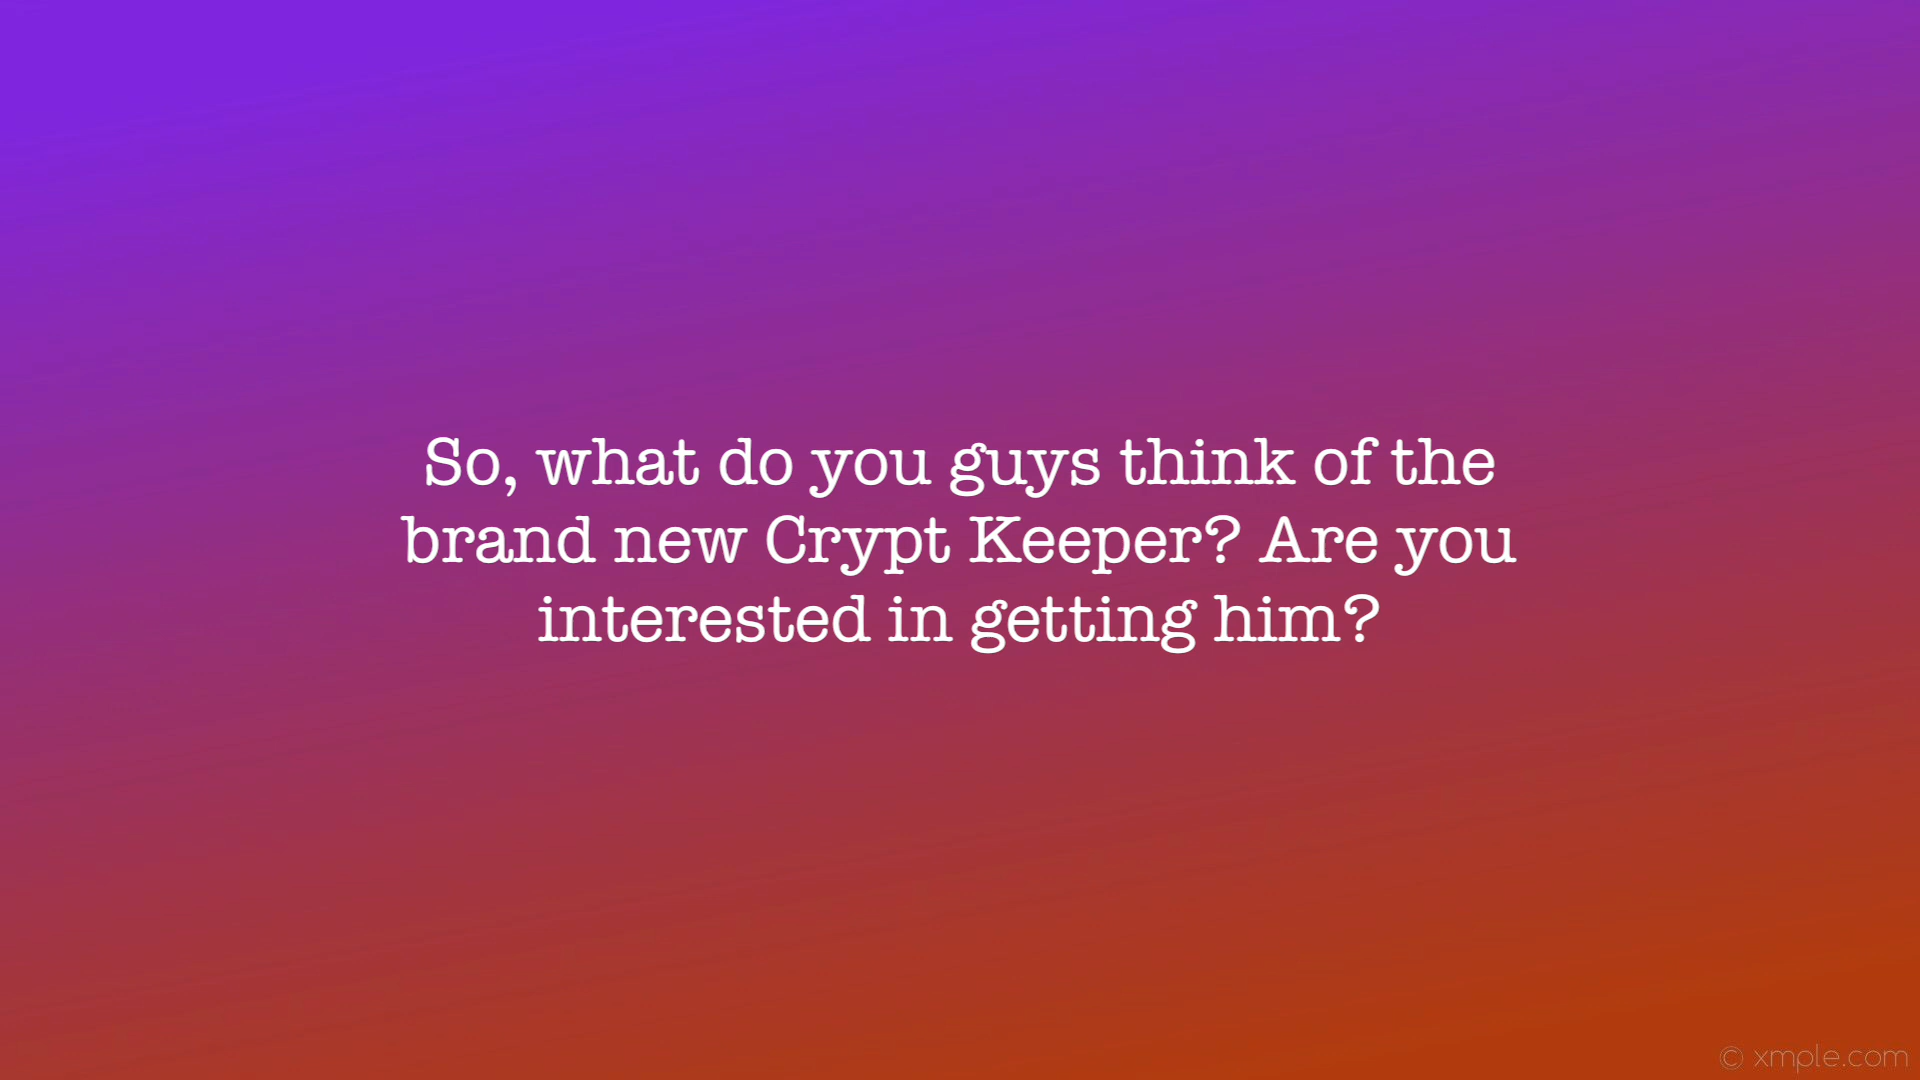 So, what do you guys think of the
brand new Crypt Keeper? Are you
interested in getting him?
© xmple.com